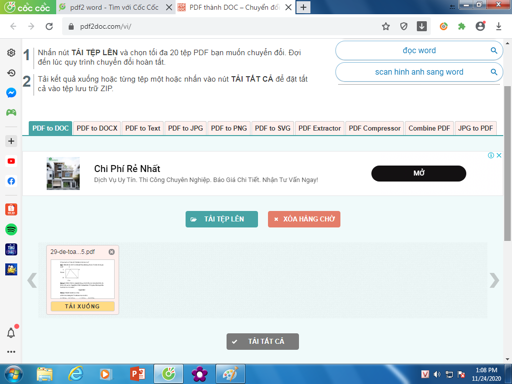 cốc cốc
pdf2 word - Tìm với Cốc Cốc
PDF thành DOC – Chuyển đổi
pdf2doc.com/vi/
1 Nhấn nút TẢI TỆP LÊN và chọn tối đa 20 tệp PDF bạn muốn chuyển đổi. Đợi
đến lúc quy trình chuyển đổi hoàn tất.
2 Tải kết quả xuống hoặc từng tệp một hoặc nhấn vào nút TẢI TẤT CẢ để đặt tất
cả vào tệp lưu trữ ZIP.
đọc word
scan hinh anh sang word
PDF to DOC
PDF to DOCX
PDF to Text
PDF to JPG
PDF to PNG
PDF to SVG
PDF Extractor
PDF Compressor
Combine PDF
JPG to PDF
Chi Phí Rẻ Nhất
Dịch Vụ Uy Tín. Thi Công Chuyên Nghiệp. Báo Giá Chi Tiết. Nhận Tư Vấn Ngay!
MỞ
TẢI TỆP LÊN
XÓA HÀNG CHỜ
29-de-toa...5.pdf
TẢI XUỐNG
TẢI TẤT CẢ
1:08 PM
11/24/2020